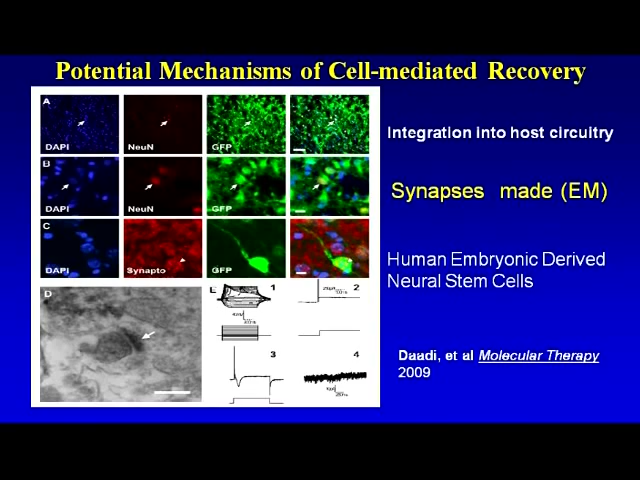 Potential Mechanisms of Cell-mediated Recovery
A
DAPI
NeuN
GFP
B
DAPI
NeuN
GFP
C
DAPI
Synapto
GFP
D
E
1
2
3
4
Integration into host circuitry
Synapses made (EM)
Human Embryonic Derived
Neural Stem Cells
Daadi, et al Molecular Therapy
2009